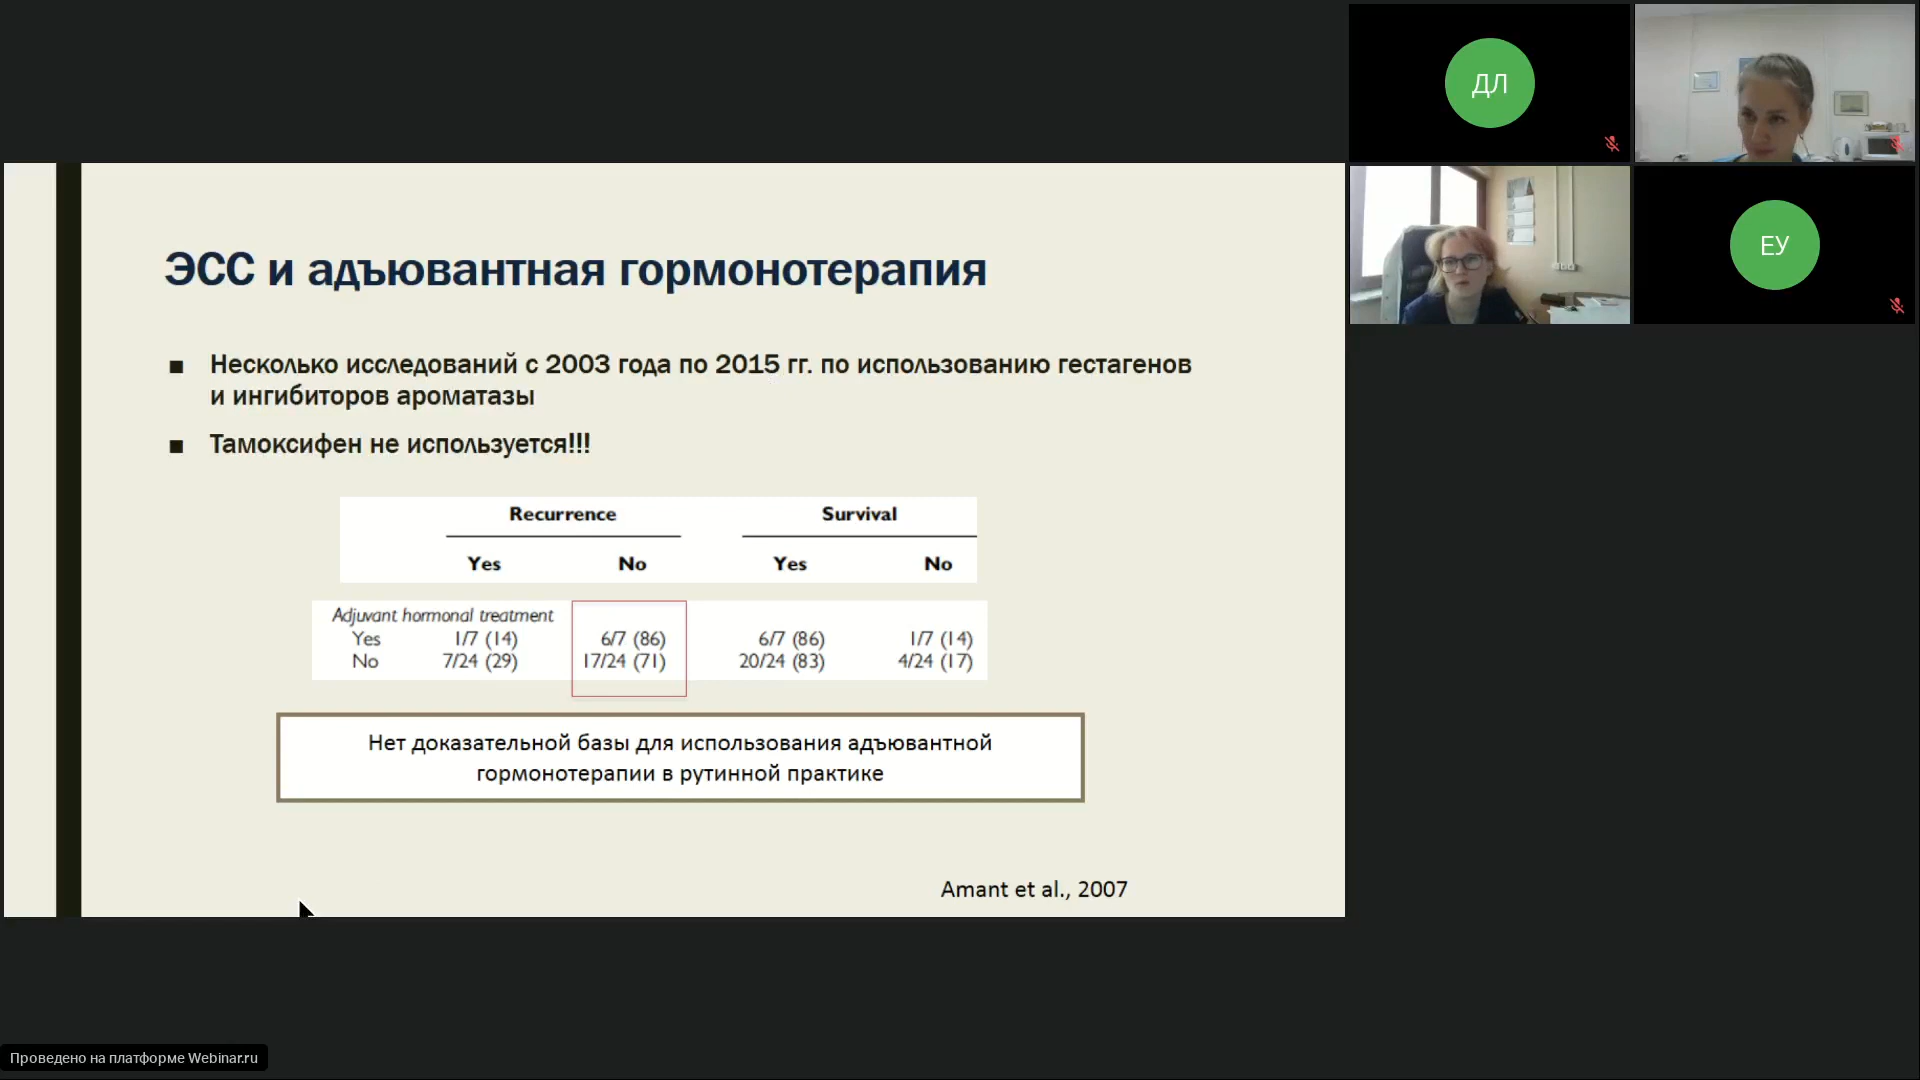 ДЛ
ЕУ
ЭСС и адъювантная гормонотерапия
■ Несколько исследований с 2003 года по 2015 гг. по использованию гестагенов
и ингибиторов ароматазы
■ Тамоксифен не используется!!!
Recurrence Survival
Yes No Yes No
Adjuvant hormonal treatment
Yes 1/7 (14) 6/7 (86) 6/7 (86) 1/7 (14)
No 7/24 (29) 17/24 (71) 20/24 (83) 4/24 (17)
Нет доказательной базы для использования адъювантной
гормонотерапии в рутинной практике
Amant et al., 2007
Проведено на платформе Webinar.ru